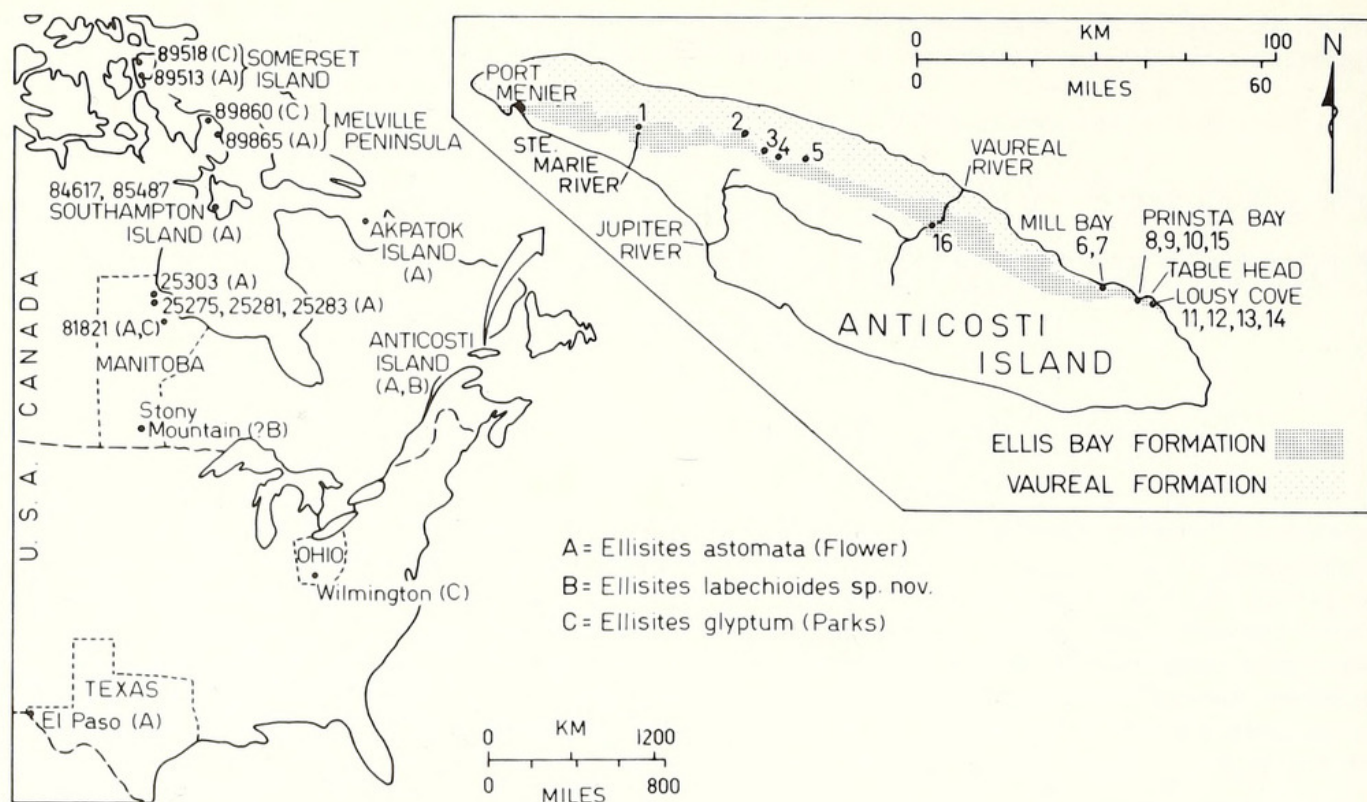 89518 (C)
89513 (A)
SOMERSET
ISLAND
89860 (C)
89865 (A)
MELVILLE
PENINSULA
84617, 85487
SOUTHAMPTON
ISLAND (A)
AKPATOK
ISLAND
(A)
25303 (A)
25275, 25281, 25283 (A)
81821 (A,C)
MANITOBA
ANTICOSTI
ISLAND
(A,B)
Stony
Mountain (?B)
CANADA
U.S.A.
OHIO
Wilmington (C)
TEXAS
El Paso (A)
KM
0 1200
0 800
MILES
A = Ellisites astomata (Flower)
B = Ellisites labechioides sp. nov.
C = Ellisites glyptum (Parks)
KM
0 100
0 60
MILES
N
PORT
MENIER
1
2
3 4
5
STE.
MARIE
RIVER
JUPITER
RIVER
VAUREAL
RIVER
16
MILL BAY
6,7
PRINSTA BAY
8,9,10,15
TABLE HEAD
LOUSY COVE
11, 12, 13, 14
ANTICOSTI
ISLAND
ELLIS BAY FORMATION
VAUREAL FORMATION